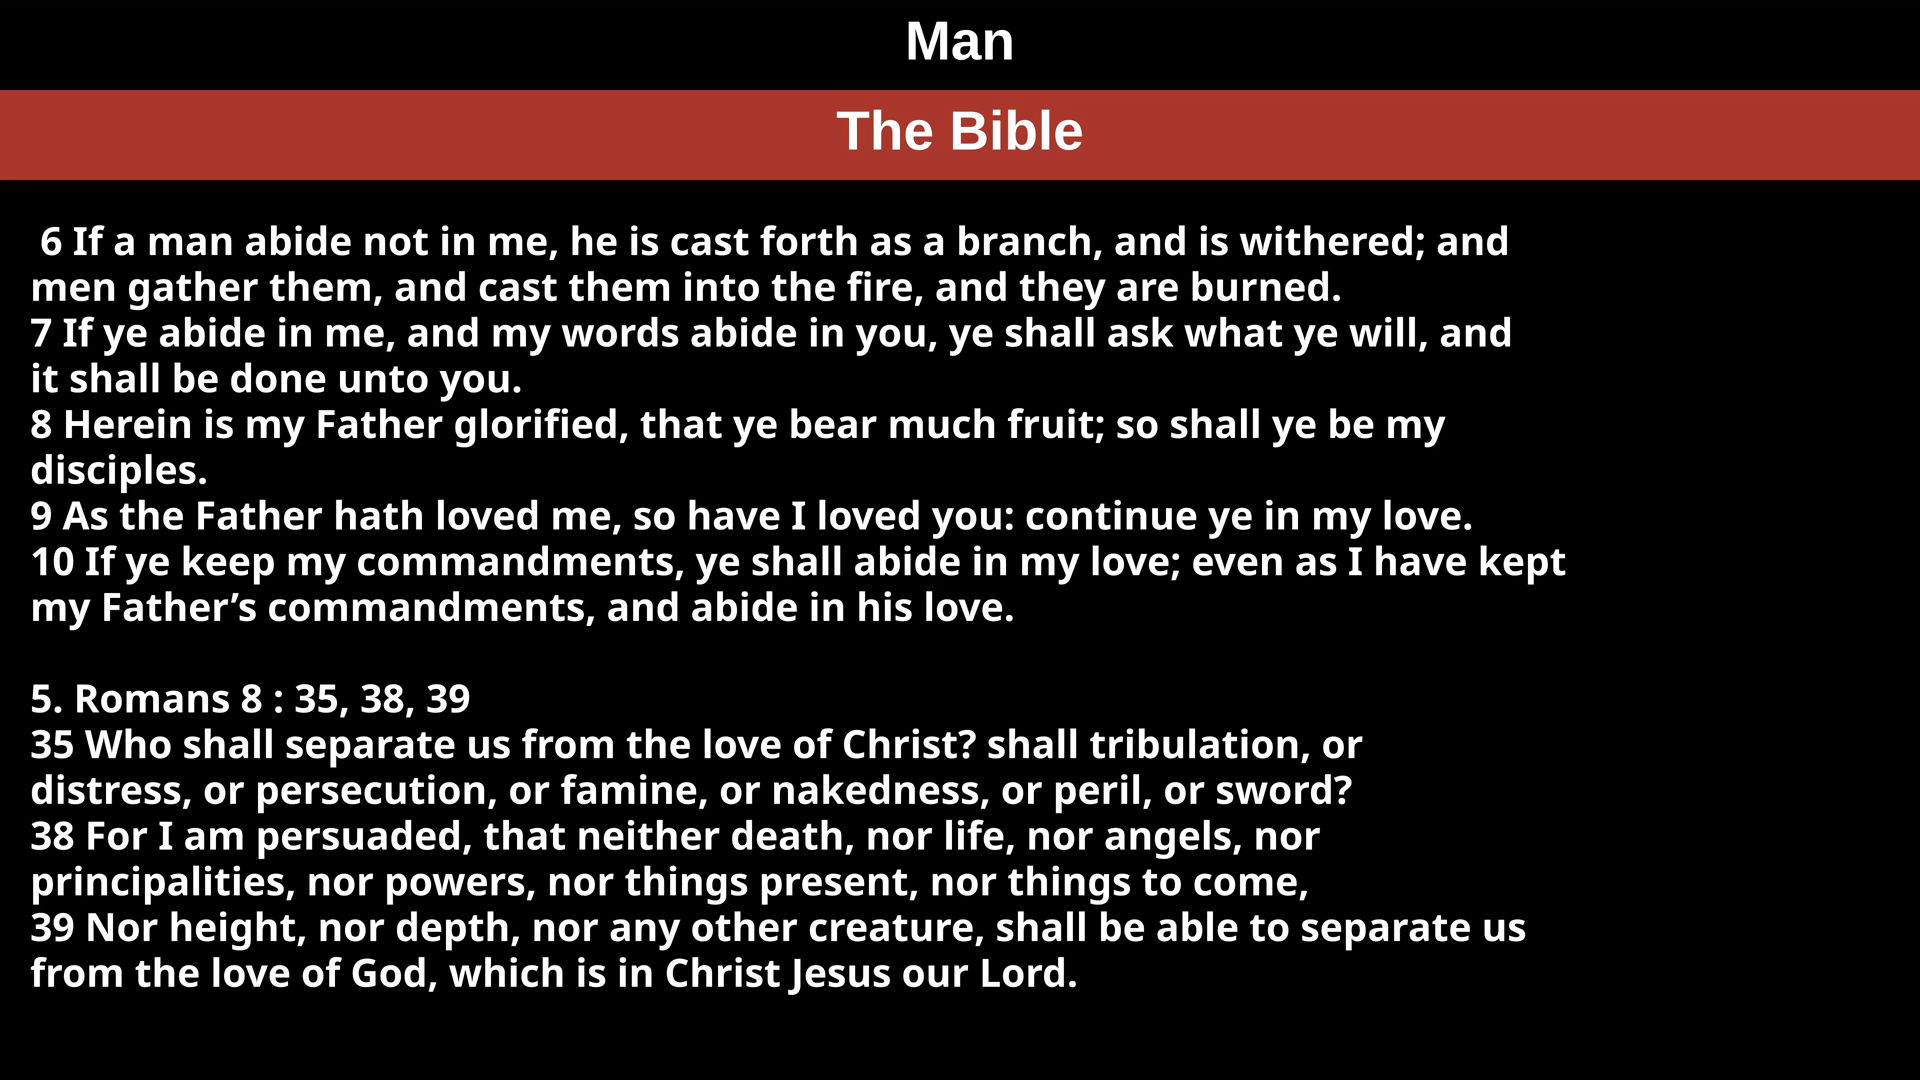 Man
The Bible
6 If a man abide not in me, he is cast forth as a branch, and is withered; and
men gather them, and cast them into the fire, and they are burned.
7 If ye abide in me, and my words abide in you, ye shall ask what ye will, and
it shall be done unto you.
8 Herein is my Father glorified, that ye bear much fruit; so shall ye be my
disciples.
9 As the Father hath loved me, so have I loved you: continue ye in my love.
10 If ye keep my commandments, ye shall abide in my love; even as I have kept
my Father’s commandments, and abide in his love.
5. Romans 8 : 35, 38, 39
35 Who shall separate us from the love of Christ? shall tribulation, or
distress, or persecution, or famine, or nakedness, or peril, or sword?
38 For I am persuaded, that neither death, nor life, nor angels, nor
principalities, nor powers, nor things present, nor things to come,
39 Nor height, nor depth, nor any other creature, shall be able to separate us
from the love of God, which is in Christ Jesus our Lord.